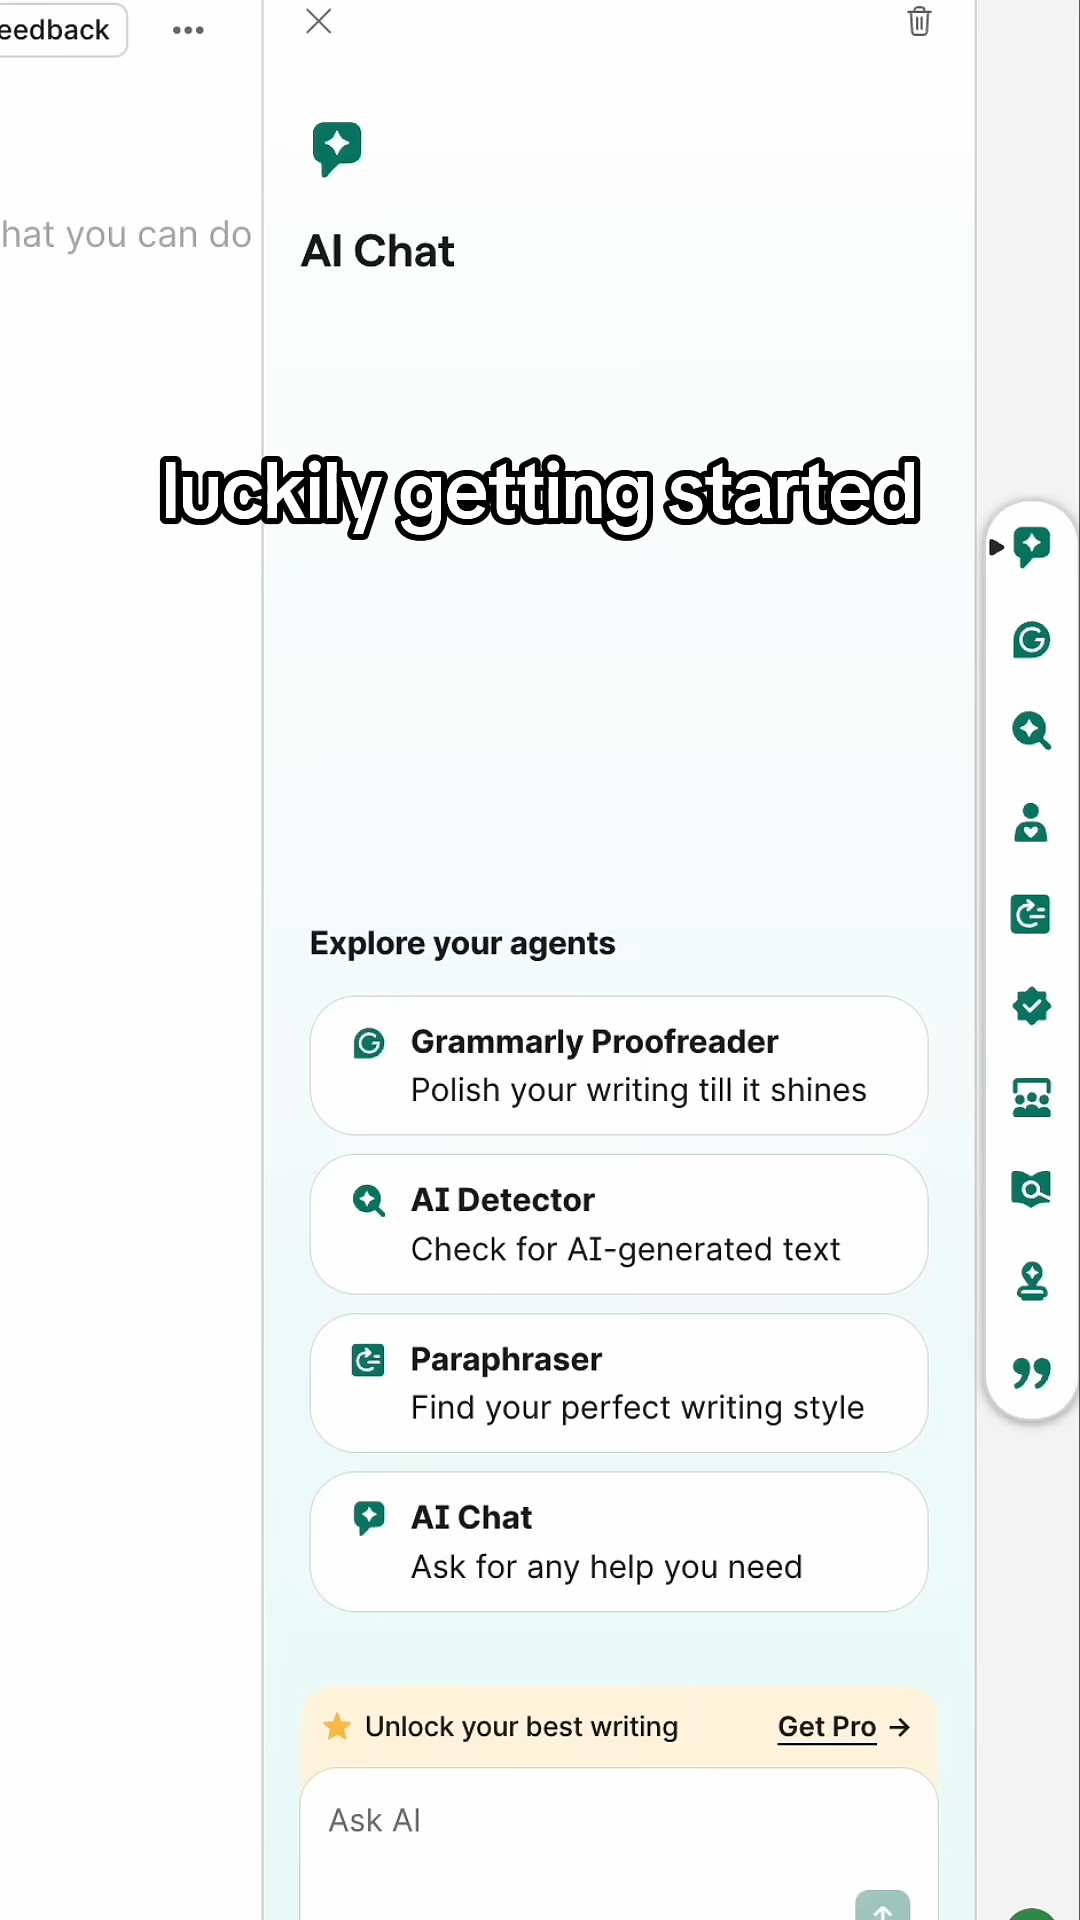 eedback
hat you can do
AI Chat
luckily getting started
Explore your agents
Grammarly Proofreader
Polish your writing till it shines
AI Detector
Check for AI-generated text
Paraphraser
Find your perfect writing style
AI Chat
Ask for any help you need
Unlock your best writing
Get Pro →
Ask AI